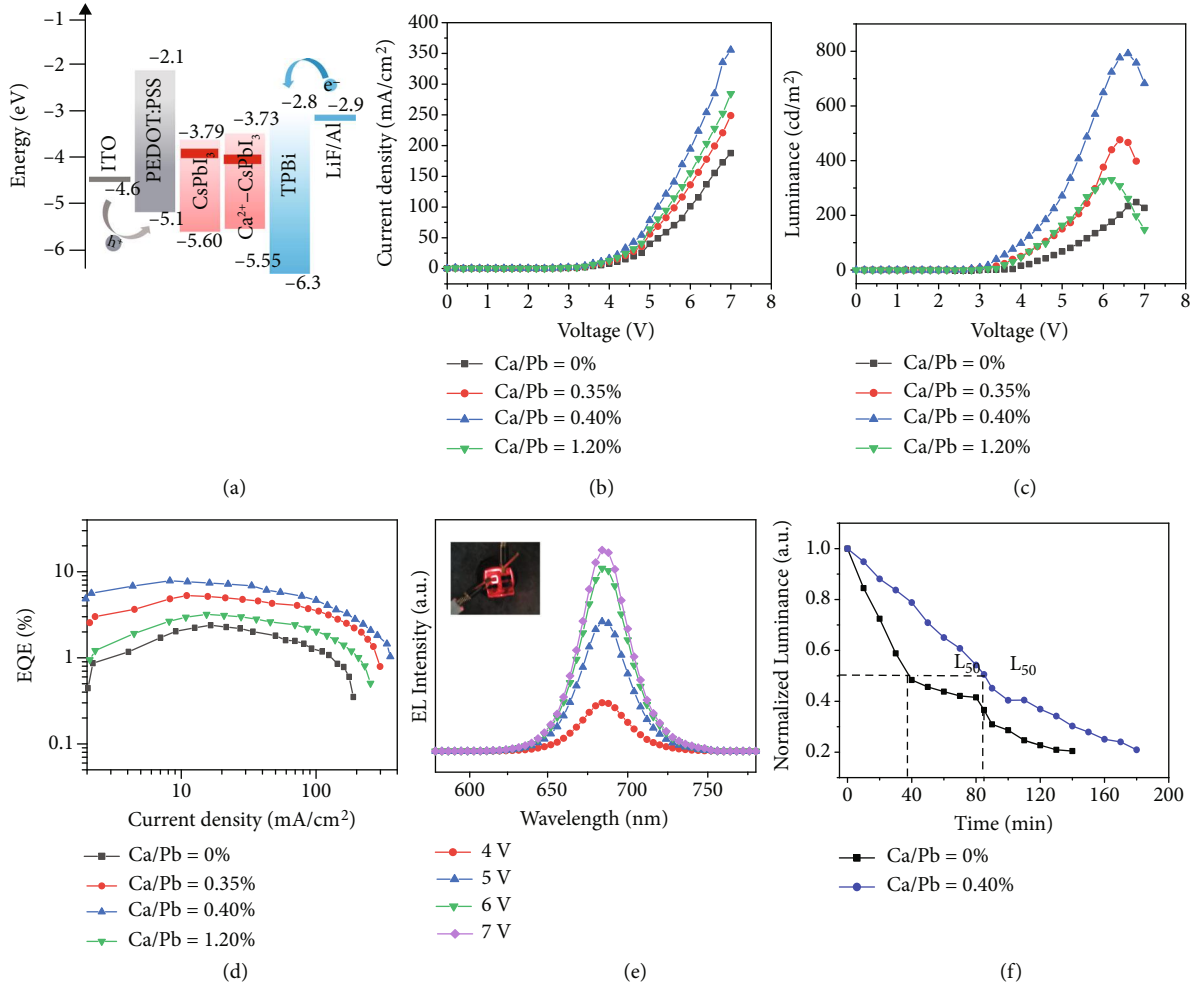 Energy (eV)
−1
−2
−3
−4
−5
−6
ITO
−4.6
h⁺
−2.1
PEDOT:PSS
−5.1
−3.79
CsPbI₃
−5.60
−3.73
Ca²⁺−CsPbI₃
−5.55
−2.8
TPBi
−6.3
e⁻
−2.9
LiF/Al
(a)
Current density (mA/cm²)
400
350
300
250
200
150
100
50
0
0 1 2 3 4 5 6 7 8
Voltage (V)
Ca/Pb = 0%
Ca/Pb = 0.35%
Ca/Pb = 0.40%
Ca/Pb = 1.20%
(b)
Luminance (cd/m²)
800
600
400
200
0
0 1 2 3 4 5 6 7 8
Voltage (V)
Ca/Pb = 0%
Ca/Pb = 0.35%
Ca/Pb = 0.40%
Ca/Pb = 1.20%
(c)
EQE (%)
10
1
0.1
10 100
Current density (mA/cm²)
Ca/Pb = 0%
Ca/Pb = 0.35%
Ca/Pb = 0.40%
Ca/Pb = 1.20%
(d)
EL Intensity (a.u.)
600 650 700 750
Wavelength (nm)
4 V
5 V
6 V
7 V
(e)
Normalized Luminance (a.u.)
1.0
0.8
0.6
0.4
0.2
L₅₀ L₅₀
0 40 80 120 160 200
Time (min)
Ca/Pb = 0%
Ca/Pb = 0.40%
(f)